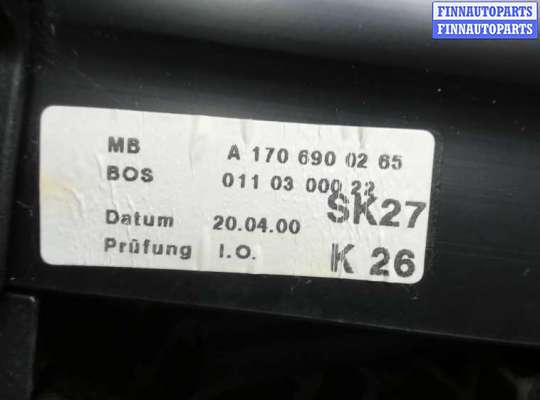 FINNAUTOPARTS
FINNAUTOPARTS
MB A 170 690 02 65
BOS 011 03 000 22
SK27
Datum 20.04.00
Prüfung I.O. K 26